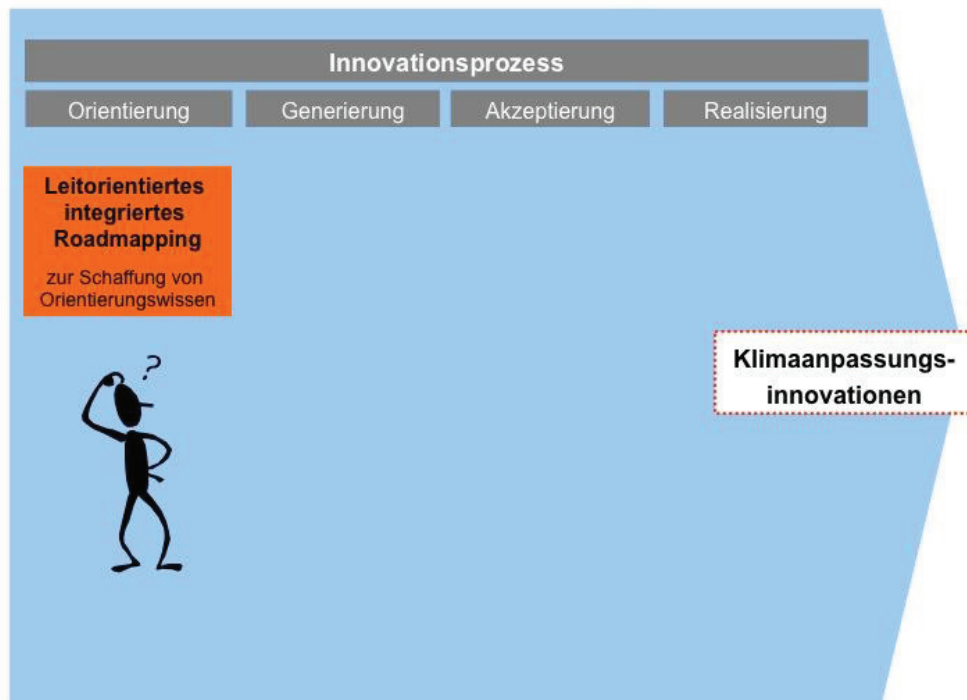 Innovationsprozess
Orientierung
Generierung
Akzeptierung
Realisierung
Leitorientiertes
integriertes
Roadmapping
zur Schaffung von
Orientierungswissen
?
Klimaanpassungs-
innovationen